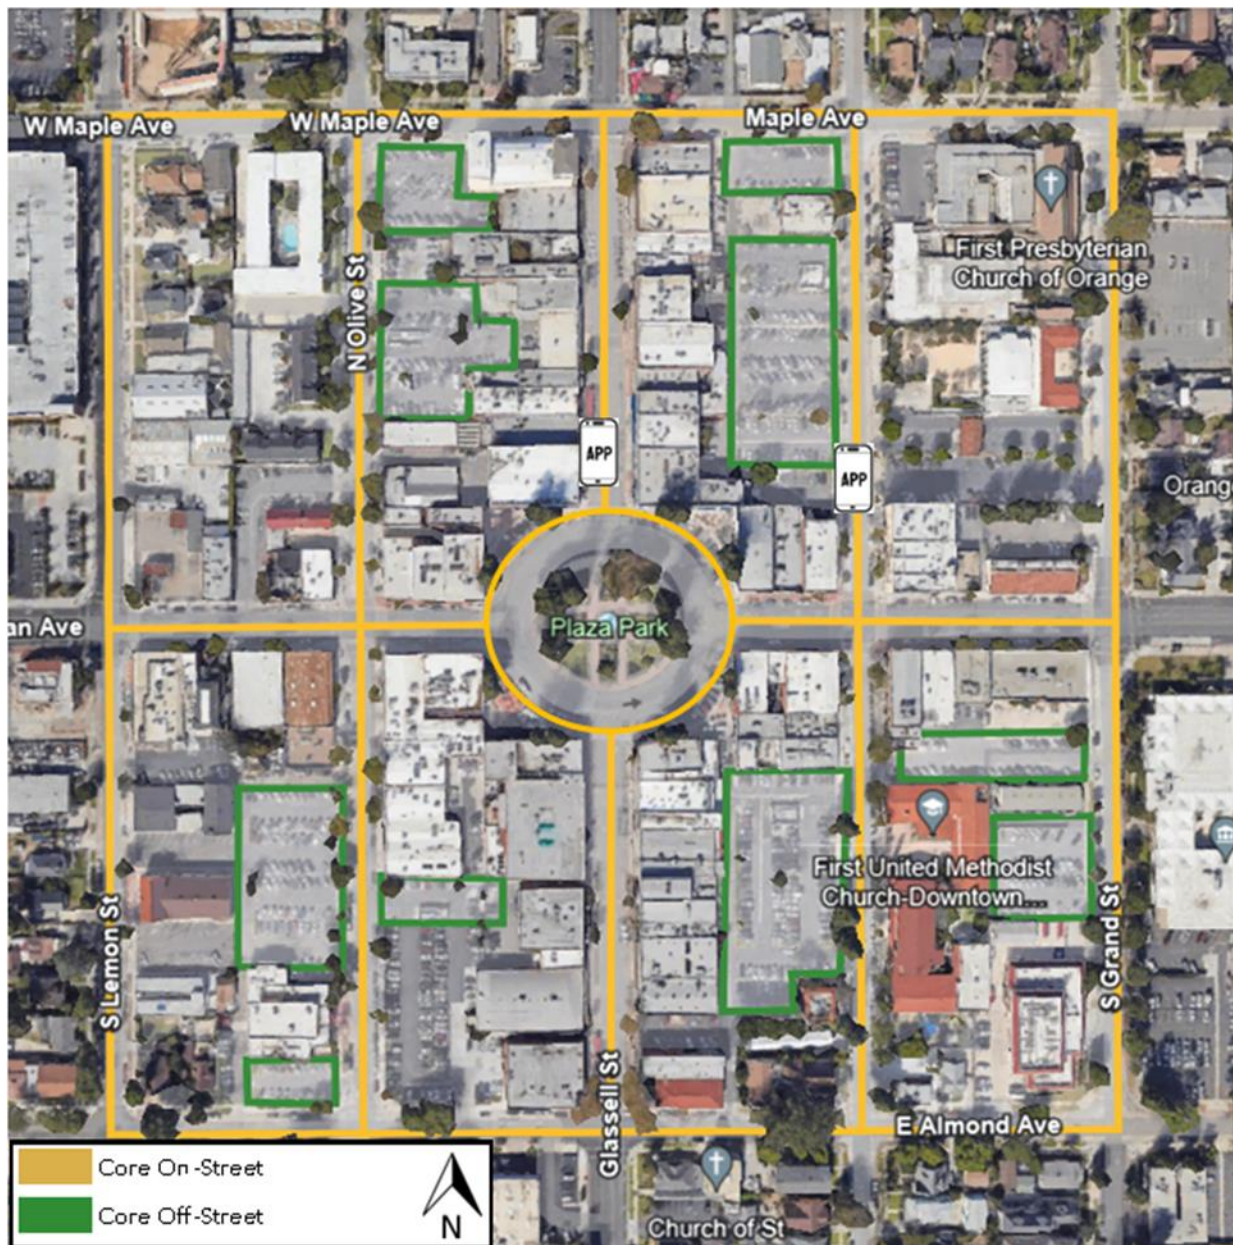 W Maple Ave
W Maple Ave
Maple Ave
First Presbyterian
Church of Orange
N Olive St
APP
APP
Orang
an Ave
Plaza Park
First United Methodist
Church-Downtown...
S Lemon St
S Grand St
Glassell St
E Almond Ave
Church of St
Core On-Street
Core Off-Street
N